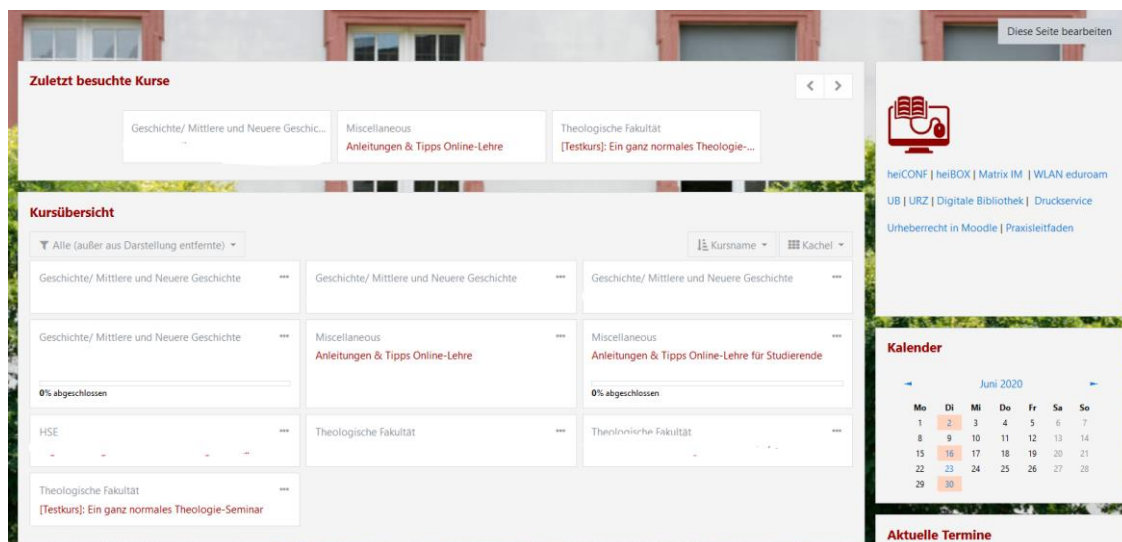 Diese Seite bearbeiten
Zuletzt besuchte Kurse
Geschichte/ Mittlere und Neuere Geschic...
Miscellaneous
Anleitungen & Tipps Online-Lehre
Theologische Fakultät
[Testkurs]: Ein ganz normales Theologie-...
Kursübersicht
Alle (außer aus Darstellung entfernte)
Kursname
Kachel
Geschichte/ Mittlere und Neuere Geschichte
Geschichte/ Mittlere und Neuere Geschichte
Geschichte/ Mittlere und Neuere Geschichte
Geschichte/ Mittlere und Neuere Geschichte
0% abgeschlossen
Miscellaneous
Anleitungen & Tipps Online-Lehre
Miscellaneous
Anleitungen & Tipps Online-Lehre für Studierende
0% abgeschlossen
HSE
Theologische Fakultät
Theologische Fakultät
Theologische Fakultät
[Testkurs]: Ein ganz normales Theologie-Seminar
heiCONF | heiBOX | Matrix IM | WLAN eduroam
UB | URZ | Digitale Bibliothek | Druckservice
Urheberrecht in Moodle | Praxisleitfaden
Kalender
Juni 2020
Mo Di Mi Do Fr Sa So
1 2 3 4 5 6 7
8 9 10 11 12 13 14
15 16 17 18 19 20 21
22 23 24 25 26 27 28
29 30
Aktuelle Termine